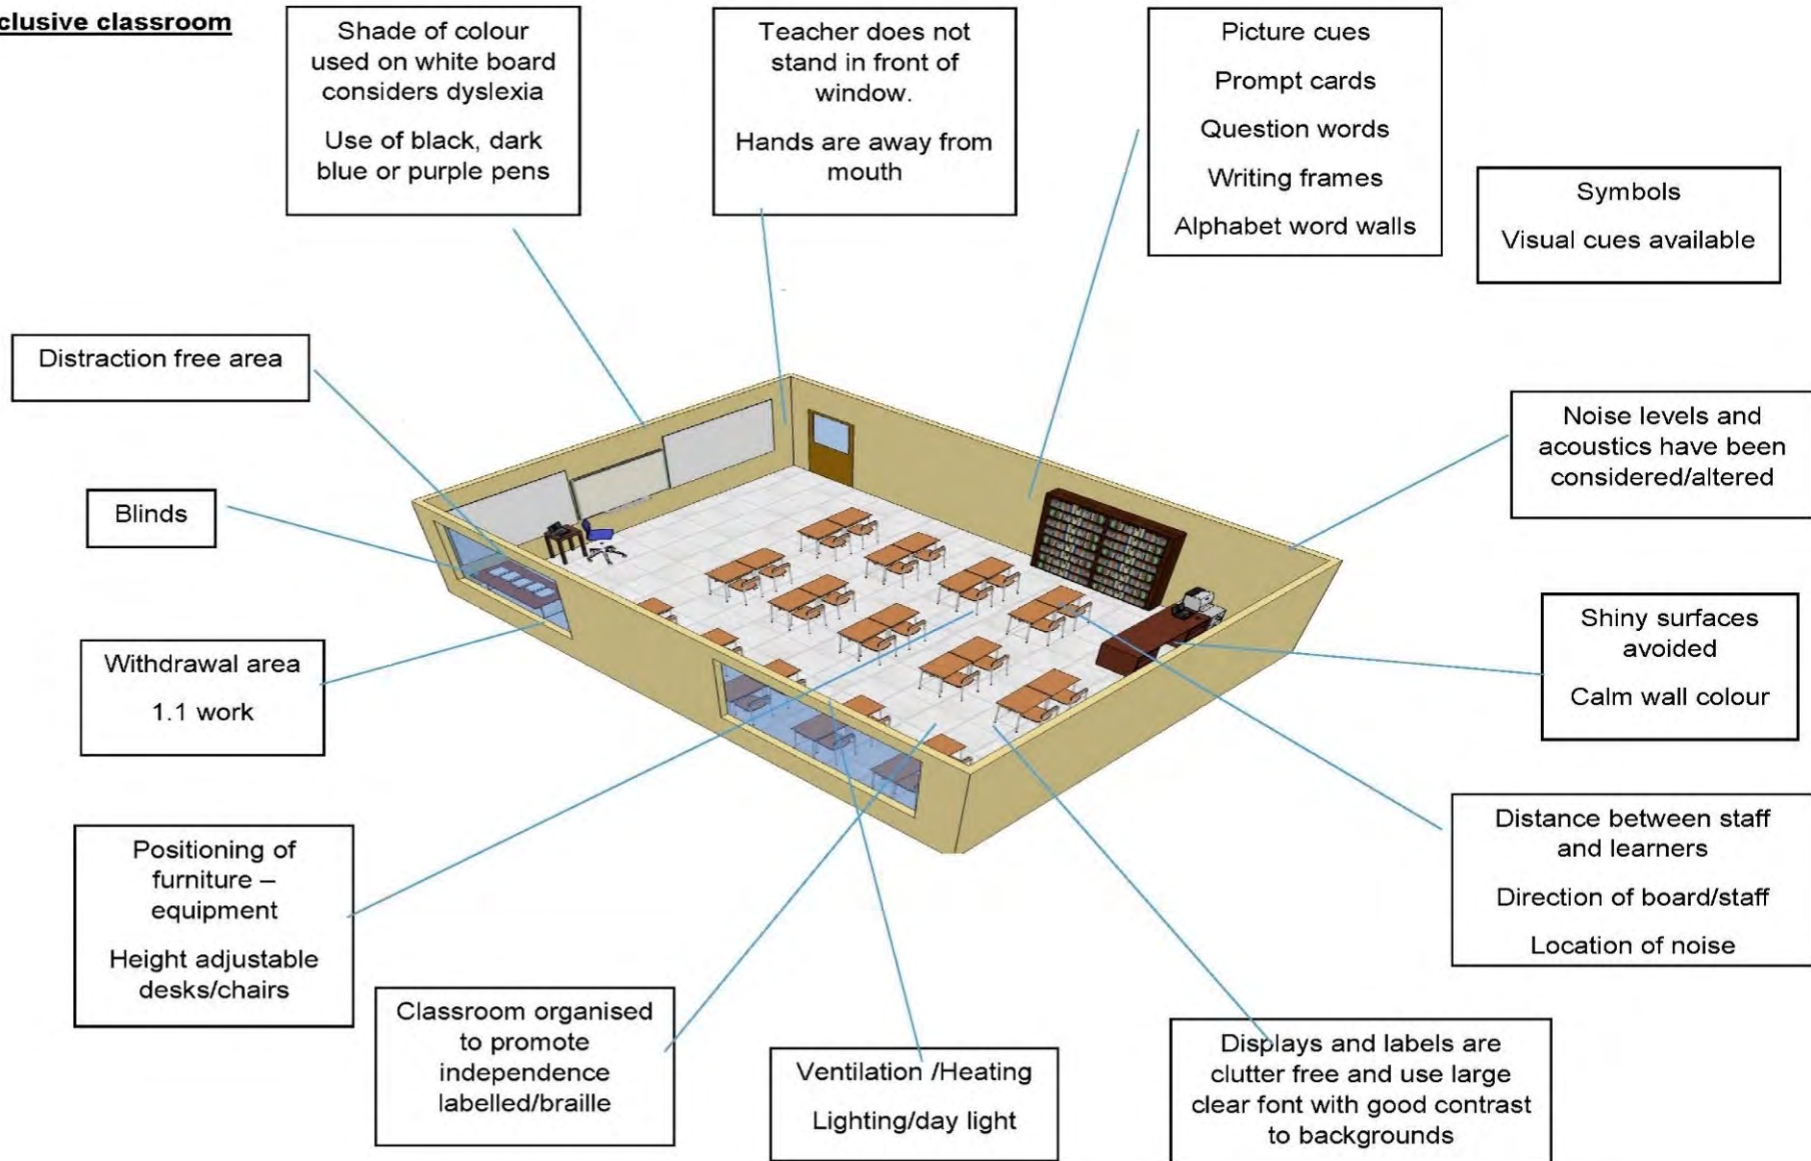 clusive classroom
Shade of colour
used on white board
considers dyslexia
Use of black, dark
blue or purple pens
Teacher does not
stand in front of
window.
Hands are away from
mouth
Picture cues
Prompt cards
Question words
Writing frames
Alphabet word walls
Symbols
Visual cues available
Distraction free area
Noise levels and
acoustics have been
considered/altered
Blinds
Shiny surfaces
avoided
Calm wall colour
Withdrawal area
1.1 work
Distance between staff
and learners
Direction of board/staff
Location of noise
Positioning of
furniture –
equipment
Height adjustable
desks/chairs
Classroom organised
to promote
independence
labelled/braille
Ventilation /Heating
Lighting/day light
Displays and labels are
clutter free and use large
clear font with good contrast
to backgrounds